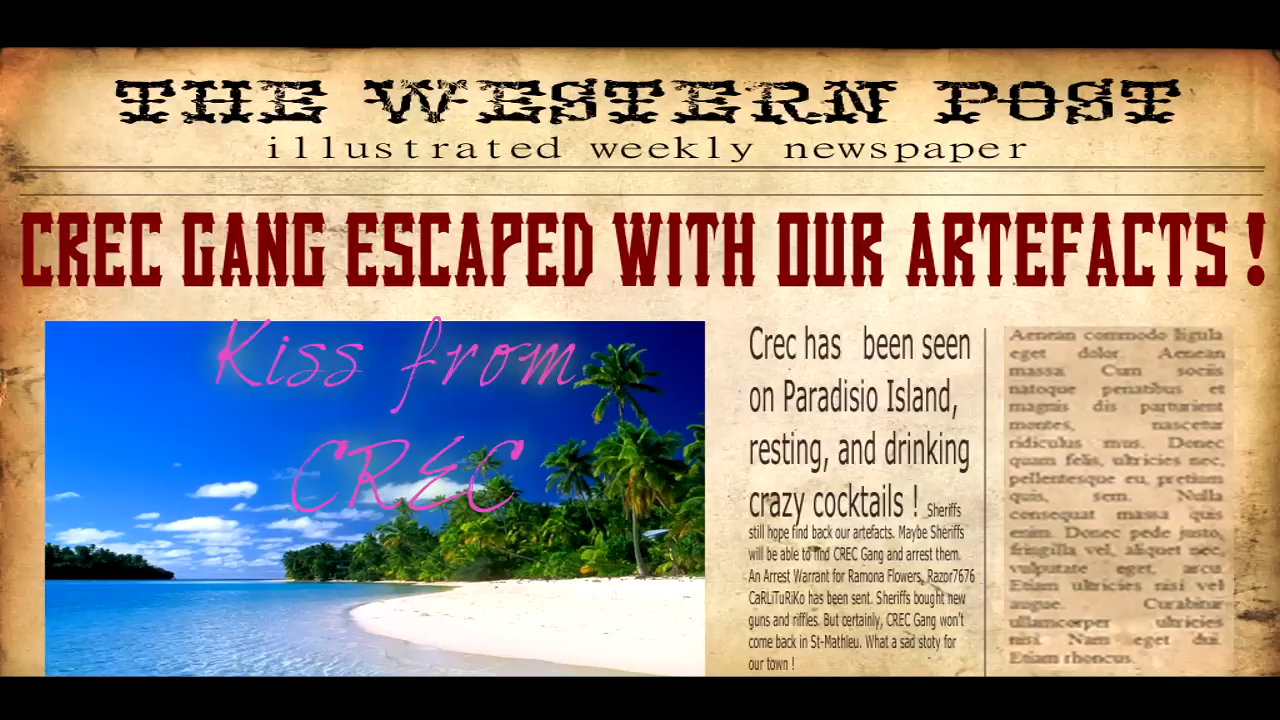 THE WESTERN POST
illustrated weekly newspaper
CREC GANG ESCAPED WITH OUR ARTEFACTS !
Kiss from
CREC
Crec has been seen
on Paradisio Island,
resting, and drinking
crazy cocktails ! Sheriffs
still hope find back our artefacts. Maybe Sheriffs
will be able to find CREC Gang and arrest them.
An Arrest Warrant for Ramona Flowers, Razor7676
CaRLiTuRiKo has been sent. Sheriffs bought new
guns and riffles. But certainly, CREC Gang won't
come back in St-Mathieu. What a sad stoty for
our town !
Aenean commodo ligula
eget dolor. Aenean
massa. Cum sociis
natoque penatibus et
magnis dis parturient
montes, nascetur
ridiculus mus. Donec
quam felis, ultricies nec,
pellentesque eu, pretium
quis, sem. Nulla
consequat massa quis
enim. Donec pede justo,
fringilla vel, aliquet nec,
vulputate eget, arcu.
Etiam ultricies nisi vel
augue. Curabitur
ullamcorper ultricies
nisi. Nam eget dui.
Etiam rhoncus.